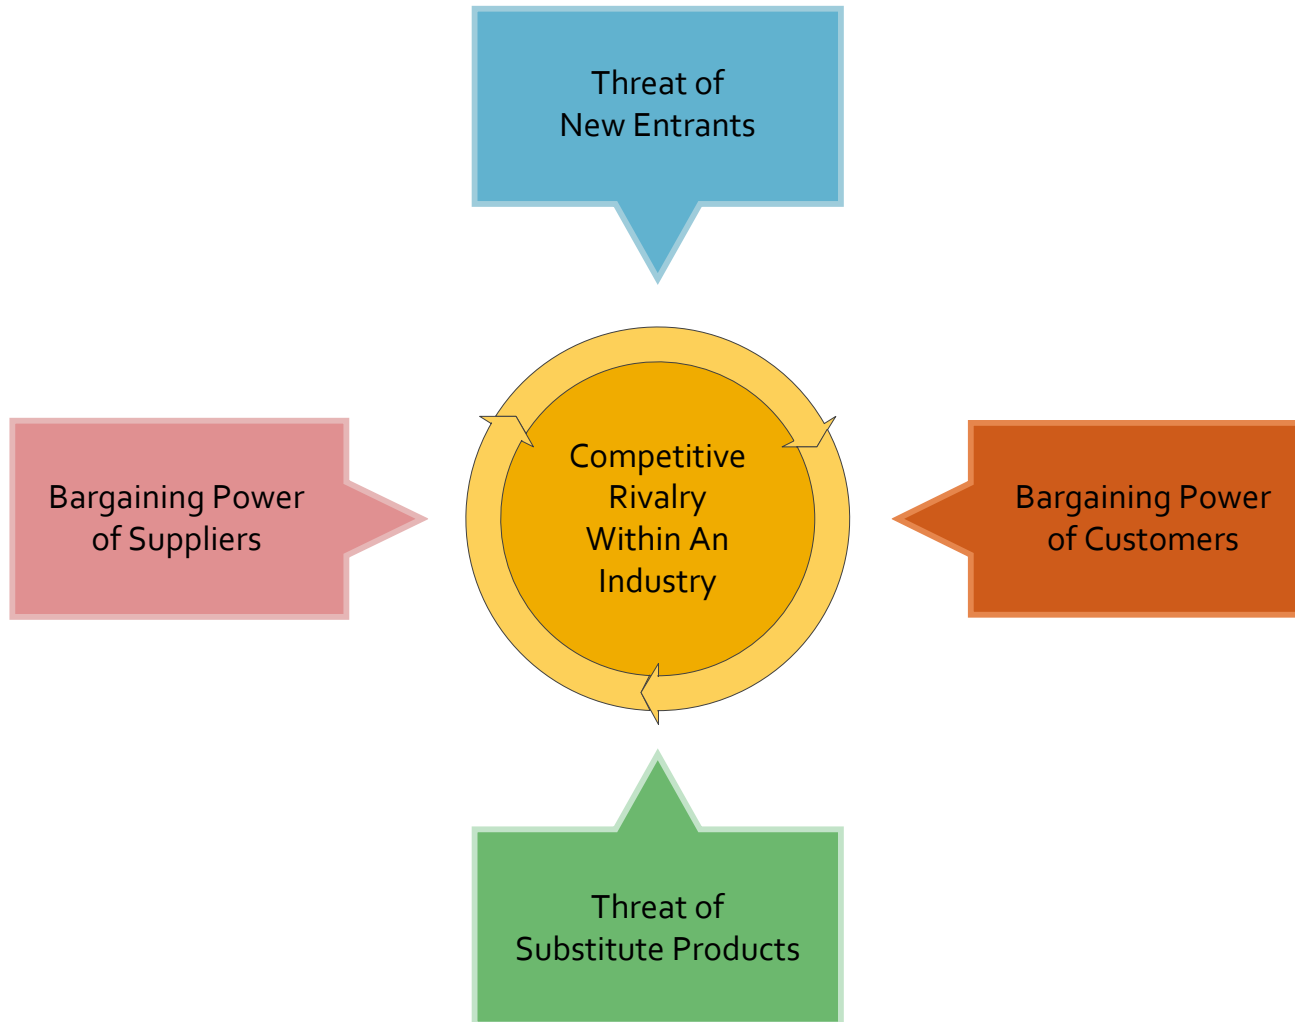 Threat of
New Entrants
Bargaining Power
of Suppliers
Competitive
Rivalry
Within An
Industry
Bargaining Power
of Customers
Threat of
Substitute Products